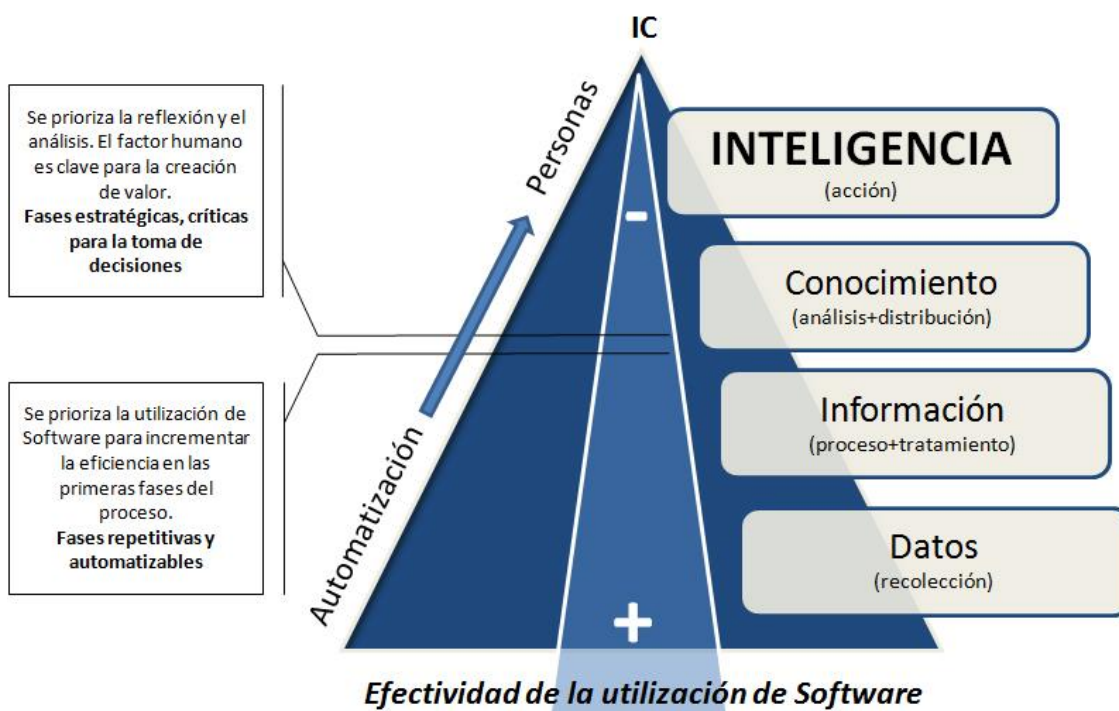 IC
Se prioriza la reflexión y el
análisis. El factor humano
es clave para la creación
de valor.
Fases estratégicas, críticas
para la toma de
decisiones
Personas
INTELIGENCIA
(acción)
-
Conocimiento
(análisis+distribución)
Se prioriza la utilización de
Software para incrementar
la eficiencia en las
primeras fases del
proceso.
Fases repetitivas y
automatizables
Automatización
Información
(proceso+tratamiento)
Datos
(recolección)
+
Efectividad de la utilización de Software